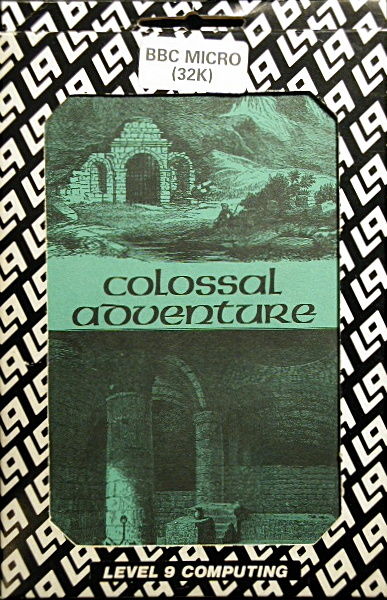 BBC MICRO
(32K)
colossal
adventure
LEVEL 9 COMPUTING